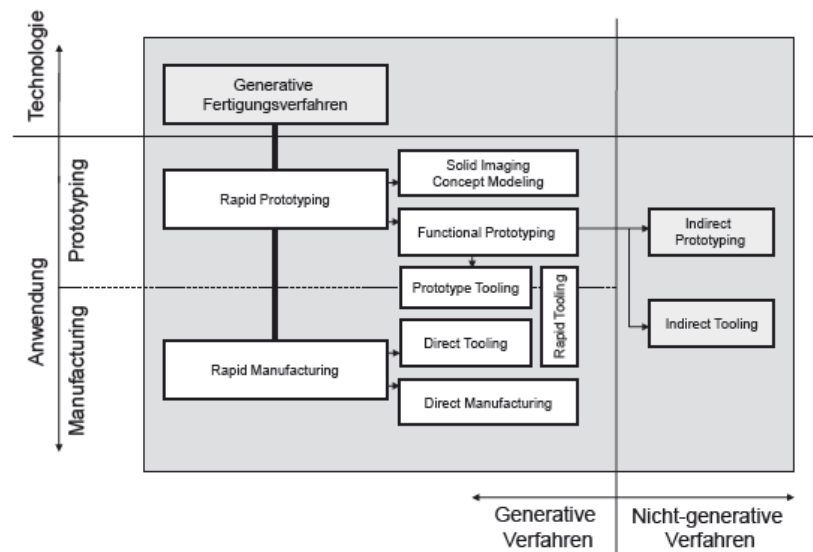 Technologie
Generative
Fertigungsverfahren
Anwendung
Prototyping
Rapid Prototyping
Solid Imaging
Concept Modeling
Functional Prototyping
Indirect
Prototyping
Prototype Tooling
Rapid Tooling
Indirect Tooling
Manufacturing
Rapid Manufacturing
Direct Tooling
Direct Manufacturing
Generative
Verfahren
Nicht-generative
Verfahren